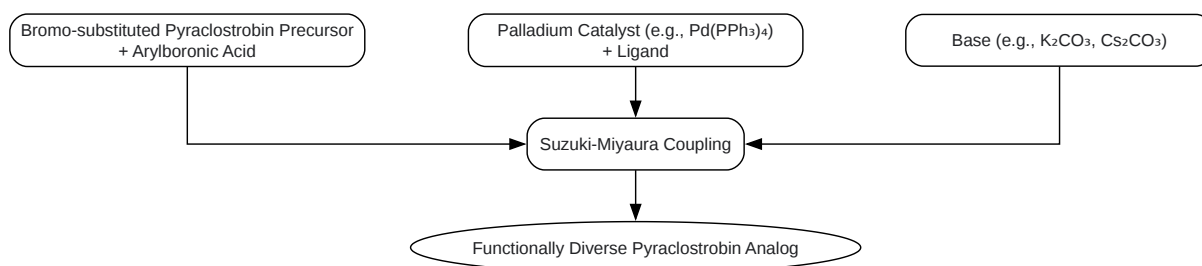 Bromo-substituted Pyraclostrobin Precursor
+ Arylboronic Acid
Palladium Catalyst (e.g., Pd(PPh₃)₄)
+ Ligand
Base (e.g., K₂CO₃, Cs₂CO₃)
Suzuki-Miyaura Coupling
Functionally Diverse Pyraclostrobin Analog